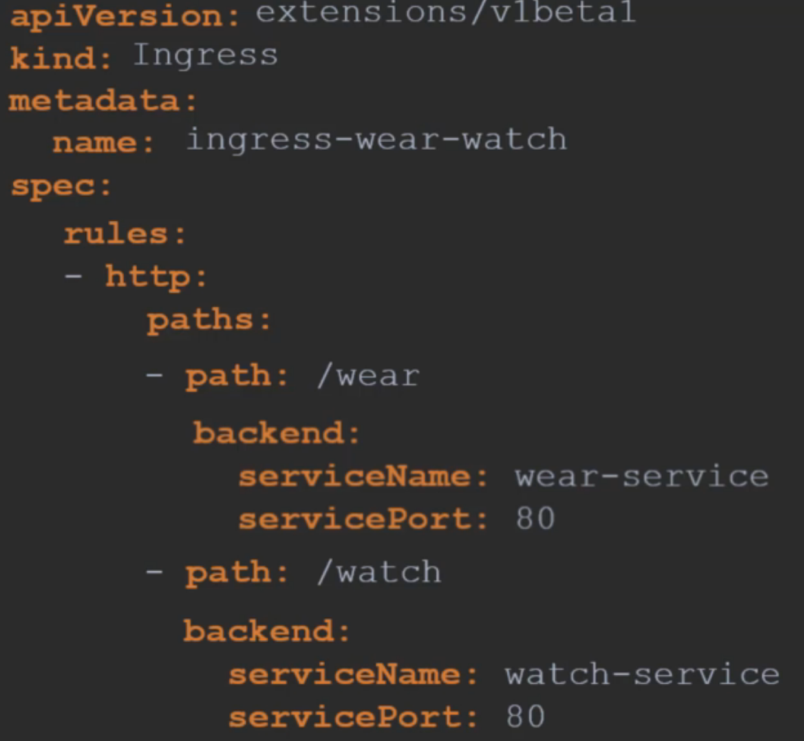 apiVersion: extensions/v1beta1
kind: Ingress
metadata:
  name: ingress-wear-watch
spec:
  rules:
  - http:
      paths:
      - path: /wear
        backend:
          serviceName: wear-service
          servicePort: 80
      - path: /watch
        backend:
          serviceName: watch-service
          servicePort: 80